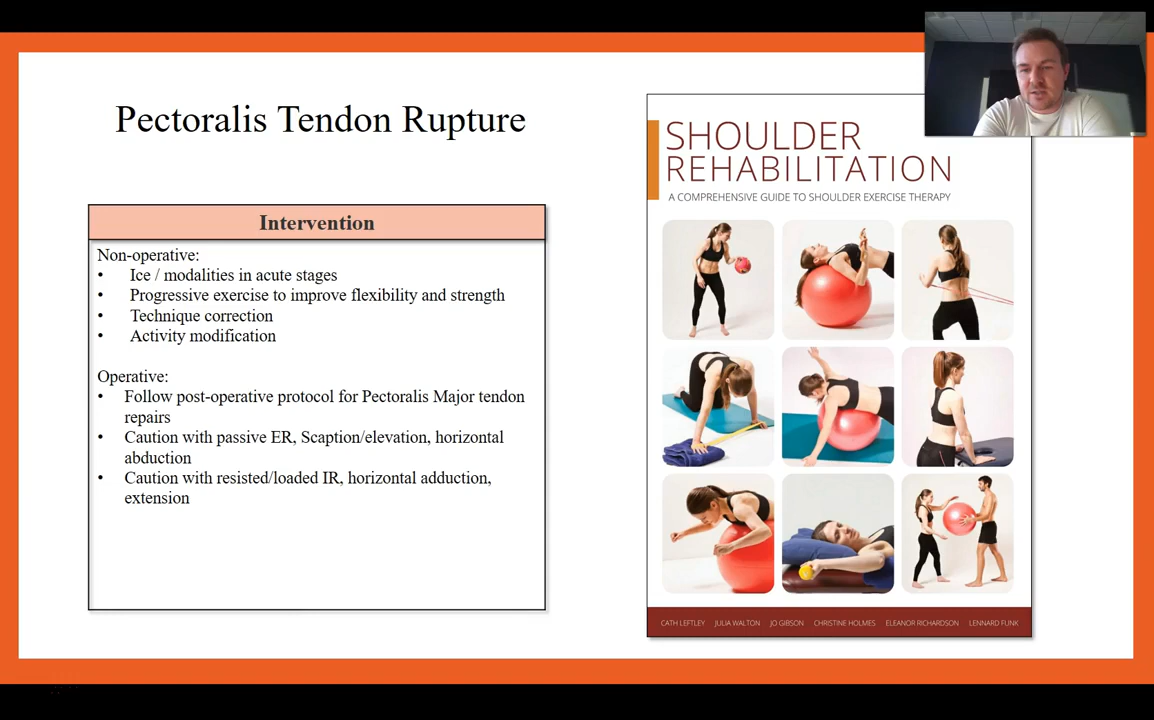 Pectoralis Tendon Rupture
Intervention
Non-operative:
• Ice / modalities in acute stages
• Progressive exercise to improve flexibility and strength
• Technique correction
• Activity modification
Operative:
• Follow post-operative protocol for Pectoralis Major tendon
repairs
• Caution with passive ER, Scaption/elevation, horizontal
abduction
• Caution with resisted/loaded IR, horizontal adduction,
extension
SHOULDER
REHABILITATION
A COMPREHENSIVE GUIDE TO SHOULDER EXERCISE THERAPY
CATH LEFTLEY JULIA WALTON JO GIBSON CHRISTINE HOLMES ELEANOR RICHARDSON LENNARD FUNK